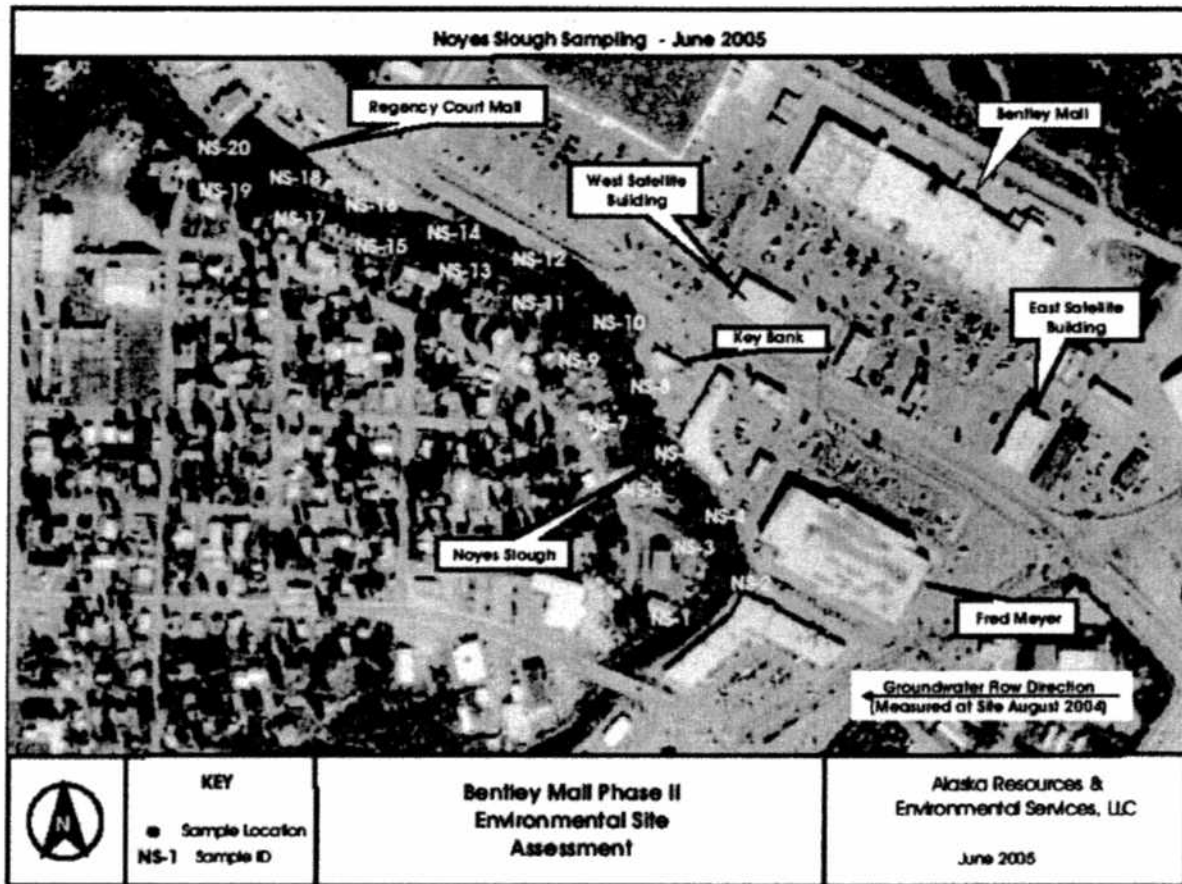 Noyes Slough Sampling - June 2005
Regency Court Mall
Bentley Mall
West Satellite
Building
NS-20
NS-18
NS-19
NS-16
NS-17
NS-14
NS-15
NS-12
NS-13
NS-11
NS-10
East Satellite
Building
Key Bank
NS-9
NS-8
NS-7
NS-
NS-5
Noyes Slough
NS-4
NS-3
NS-2
NS-1
Fred Meyer
Groundwater Flow Direction
(Measured at Site August 2004)
KEY
Sample Location
NS-1 Sample ID
N
Bentley Mall Phase II
Environmental Site
Assessment
Alaska Resources &
Environmental Services, LLC
June 2005